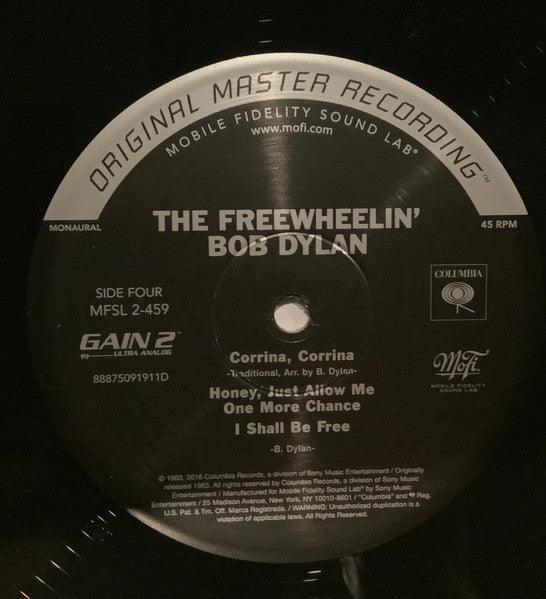 ORIGINAL MASTER RECORDING™
MOBILE FIDELITY SOUND LAB®
www.mofi.com
MONAURAL
45 RPM
THE FREEWHEELIN'
BOB DYLAN
SIDE FOUR
MFSL 2-459
COLUMBIA
GAIN 2™
ULTRA ANALOG
88875091911D
MoFi
MOBILE FIDELITY
SOUND LAB
Corrina, Corrina
-Traditional, Arr. by B. Dylan-
Honey, Just Allow Me
One More Chance
I Shall Be Free
-B. Dylan-
© 1963, 2016 Columbia Records, a division of Sony Music Entertainment / Originally
released 1963. All rights reserved by Columbia Records, a division of Sony Music
Entertainment / Manufactured for Mobile Fidelity Sound Lab® by Sony Music
Entertainment / 25 Madison Avenue, New York, NY 10010-8601 / "Columbia" and Reg.
U.S. Pat. & Tm. Off. Marca Registrada. / WARNING: Unauthorized duplication is a
violation of applicable laws. All Rights Reserved.